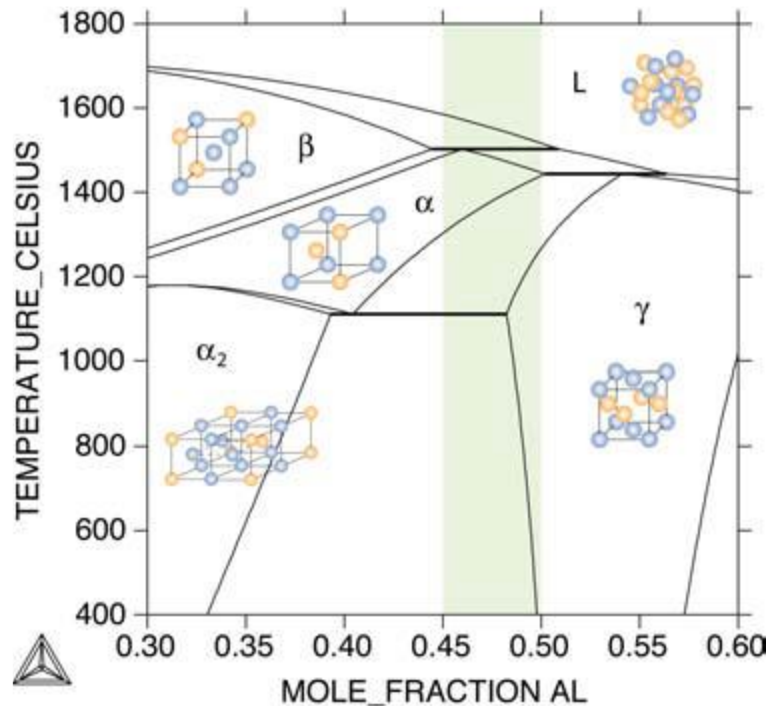 1800
1600
1400
1200
1000
800
600
400
TEMPERATURE_CELSIUS
β
L
α
α2
γ
0.30 0.35 0.40 0.45 0.50 0.55 0.60
MOLE_FRACTION AL